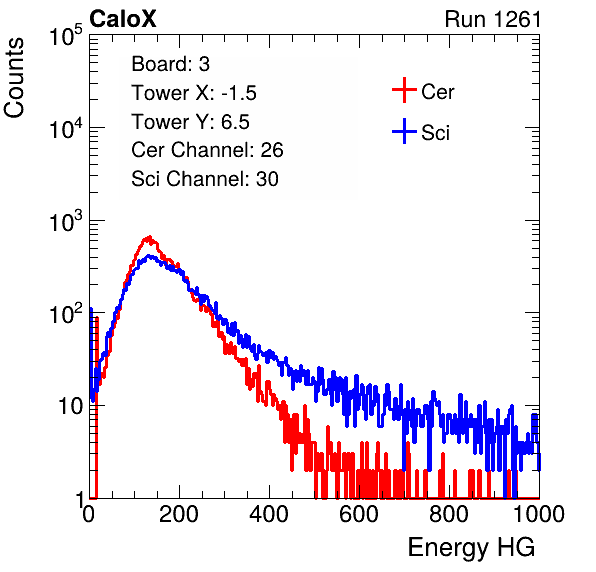 CaloX Run 1261
Counts
10^5
10^4
10^3
10^2
10
1
Board: 3
Tower X: -1.5
Tower Y: 6.5
Cer Channel: 26
Sci Channel: 30
Cer
Sci
0 200 400 600 800 1000
Energy HG